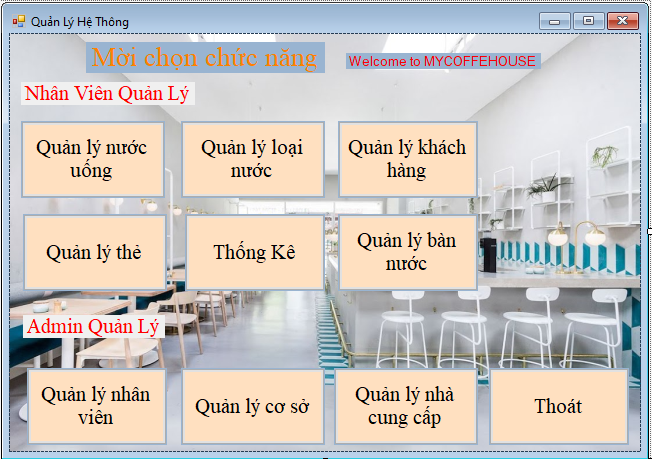 Quản Lý Hệ Thông
Mời chọn chức năng
Welcome to MYCOFFEHOUSE
Nhân Viên Quản Lý
Quản lý nước
uống
Quản lý loại
nước
Quản lý khách
hàng
Quản lý thẻ
Thống Kê
Quản lý bàn
nước
Admin Quản Lý
Quản lý nhân
viên
Quản lý cơ sở
Quản lý nhà
cung cấp
Thoát